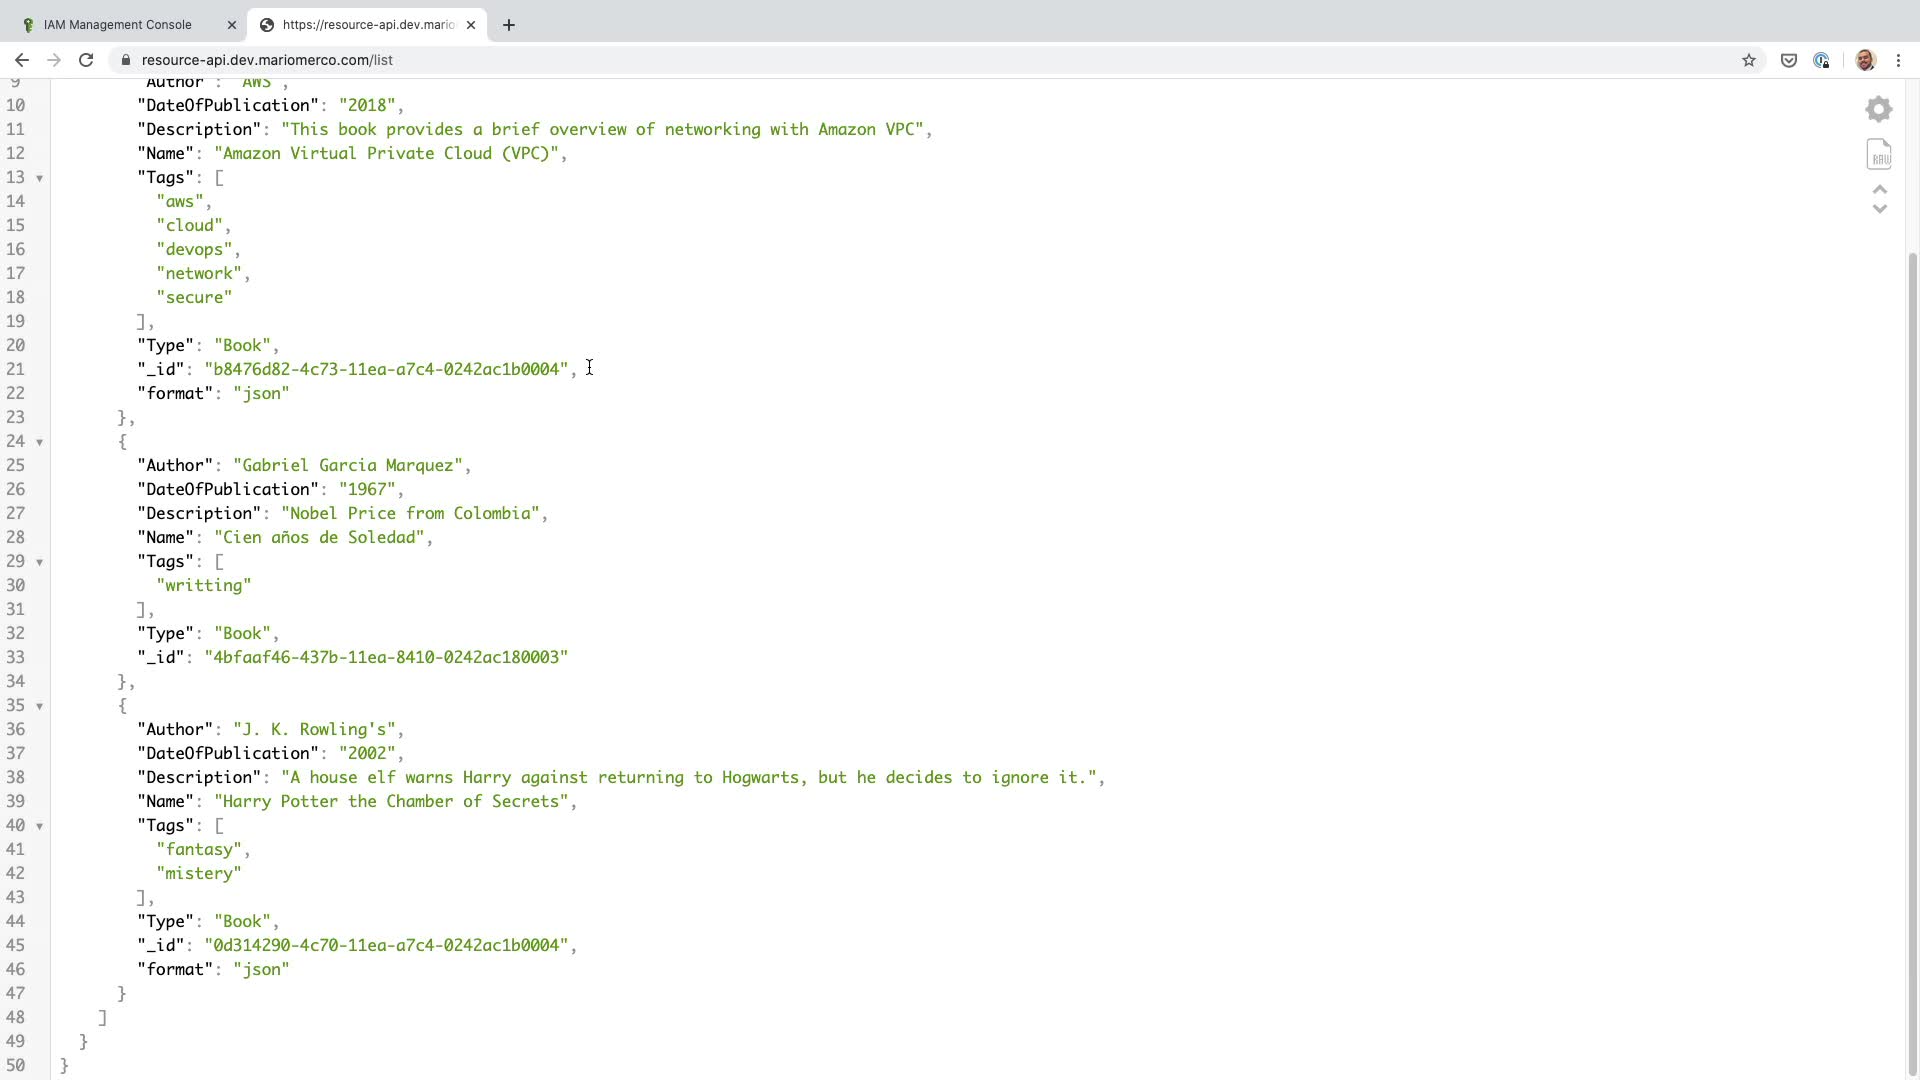 IAM Management Console
https://resource-api.dev.mario
resource-api.dev.mariomerco.com/list
9 "Author": "AWS",
10 "DateOfPublication": "2018",
11 "Description": "This book provides a brief overview of networking with Amazon VPC",
12 "Name": "Amazon Virtual Private Cloud (VPC)",
13 "Tags": [
14 "aws",
15 "cloud",
16 "devops",
17 "network",
18 "secure"
19 ],
20 "Type": "Book",
21 "_id": "b8476d82-4c73-11ea-a7c4-0242ac1b0004",
22 "format": "json"
23 },
24 {
25 "Author": "Gabriel Garcia Marquez",
26 "DateOfPublication": "1967",
27 "Description": "Nobel Price from Colombia",
28 "Name": "Cien años de Soledad",
29 "Tags": [
30 "writting"
31 ],
32 "Type": "Book",
33 "_id": "4bfaaf46-437b-11ea-8410-0242ac180003"
34 },
35 {
36 "Author": "J. K. Rowling's",
37 "DateOfPublication": "2002",
38 "Description": "A house elf warns Harry against returning to Hogwarts, but he decides to ignore it.",
39 "Name": "Harry Potter the Chamber of Secrets",
40 "Tags": [
41 "fantasy",
42 "mistery"
43 ],
44 "Type": "Book",
45 "_id": "0d314290-4c70-11ea-a7c4-0242ac1b0004",
46 "format": "json"
47 }
48 ]
49 }
50 }
RAW